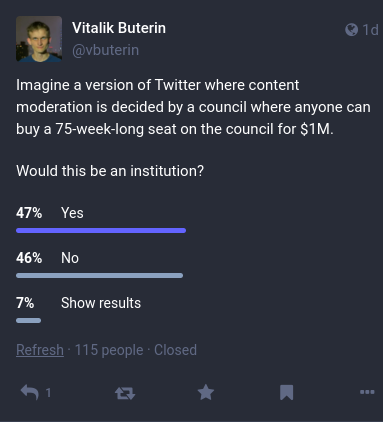 Vitalik Buterin
1d
@vbuterin
Imagine a version of Twitter where content
moderation is decided by a council where anyone can
buy a 75-week-long seat on the council for $1M.
Would this be an institution?
47% Yes
46% No
7% Show results
Refresh · 115 people · Closed
1